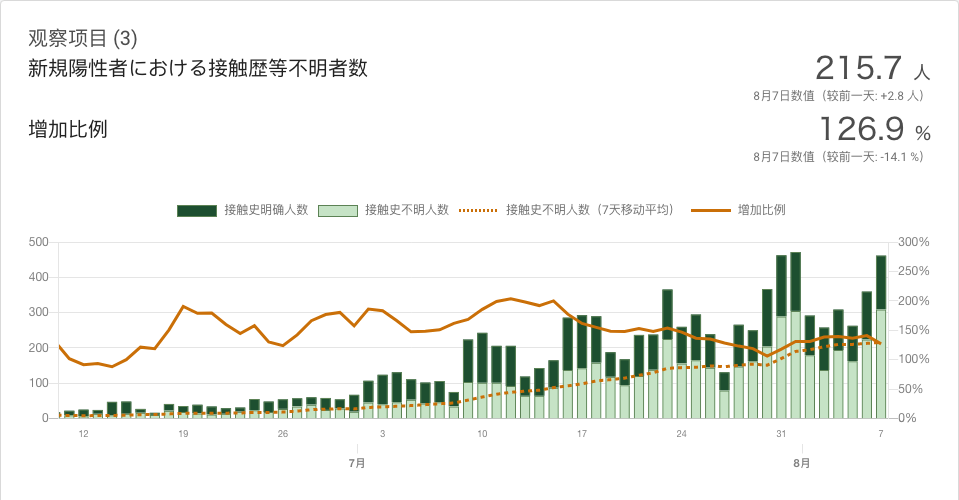 观察项目 (3)
新規陽性者における接触歴等不明者数
215.7 人
8月7日数值（较前一天: +2.8 人）
增加比例
126.9 %
8月7日数值（较前一天: -14.1 %）
接触史明确人数 接触史不明人数 接触史不明人数（7天移动平均） 增加比例
500 300%
250%
400
200%
300
150%
200
100%
100
50%
0 0%
12 19 26 3 10 17 24 31 7
7月 8月